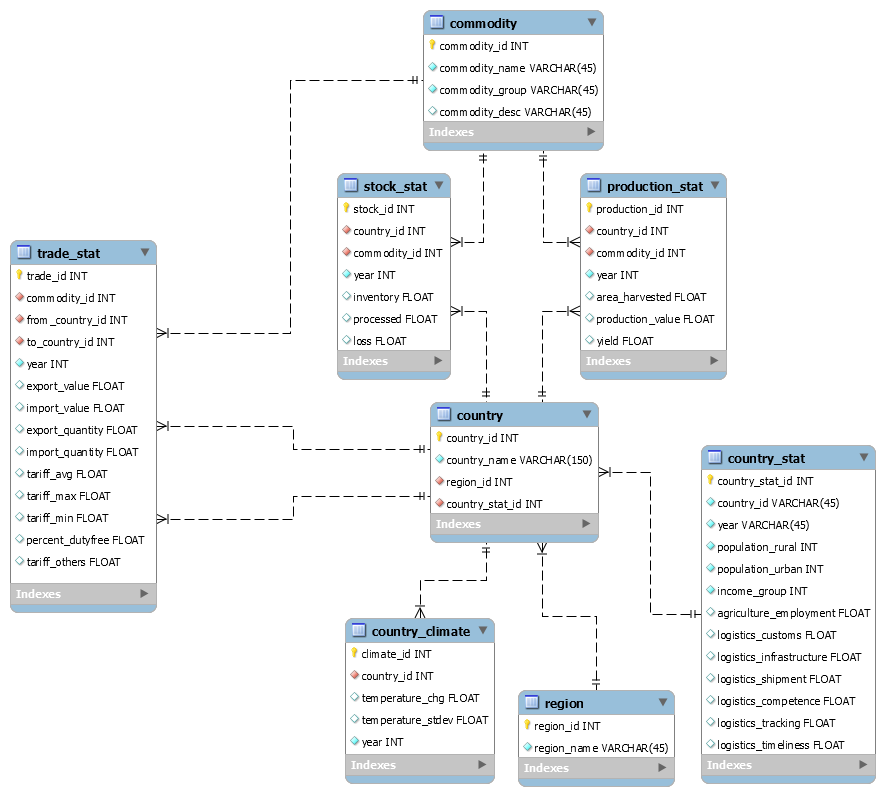 commodity
commodity_id INT
commodity_name VARCHAR(45)
commodity_group VARCHAR(45)
commodity_desc VARCHAR(45)
Indexes
stock_stat
stock_id INT
country_id INT
commodity_id INT
year INT
inventory FLOAT
processed FLOAT
loss FLOAT
Indexes
production_stat
production_id INT
country_id INT
commodity_id INT
year INT
area_harvested FLOAT
production_value FLOAT
yield FLOAT
Indexes
trade_stat
trade_id INT
commodity_id INT
from_country_id INT
to_country_id INT
year INT
export_value FLOAT
import_value FLOAT
export_quantity FLOAT
import_quantity FLOAT
tariff_avg FLOAT
tariff_max FLOAT
tariff_min FLOAT
percent_dutyfree FLOAT
tariff_others FLOAT
Indexes
country
country_id INT
country_name VARCHAR(150)
region_id INT
country_stat_id INT
Indexes
country_stat
country_stat_id INT
country_id VARCHAR(45)
year VARCHAR(45)
population_rural INT
population_urban INT
income_group INT
agriculture_employment FLOAT
logistics_customs FLOAT
logistics_infrastructure FLOAT
logistics_shipment FLOAT
logistics_competence FLOAT
logistics_tracking FLOAT
logistics_timeliness FLOAT
Indexes
country_climate
climate_id INT
country_id INT
temperature_chg FLOAT
temperature_stdev FLOAT
year INT
Indexes
region
region_id INT
region_name VARCHAR(45)
Indexes